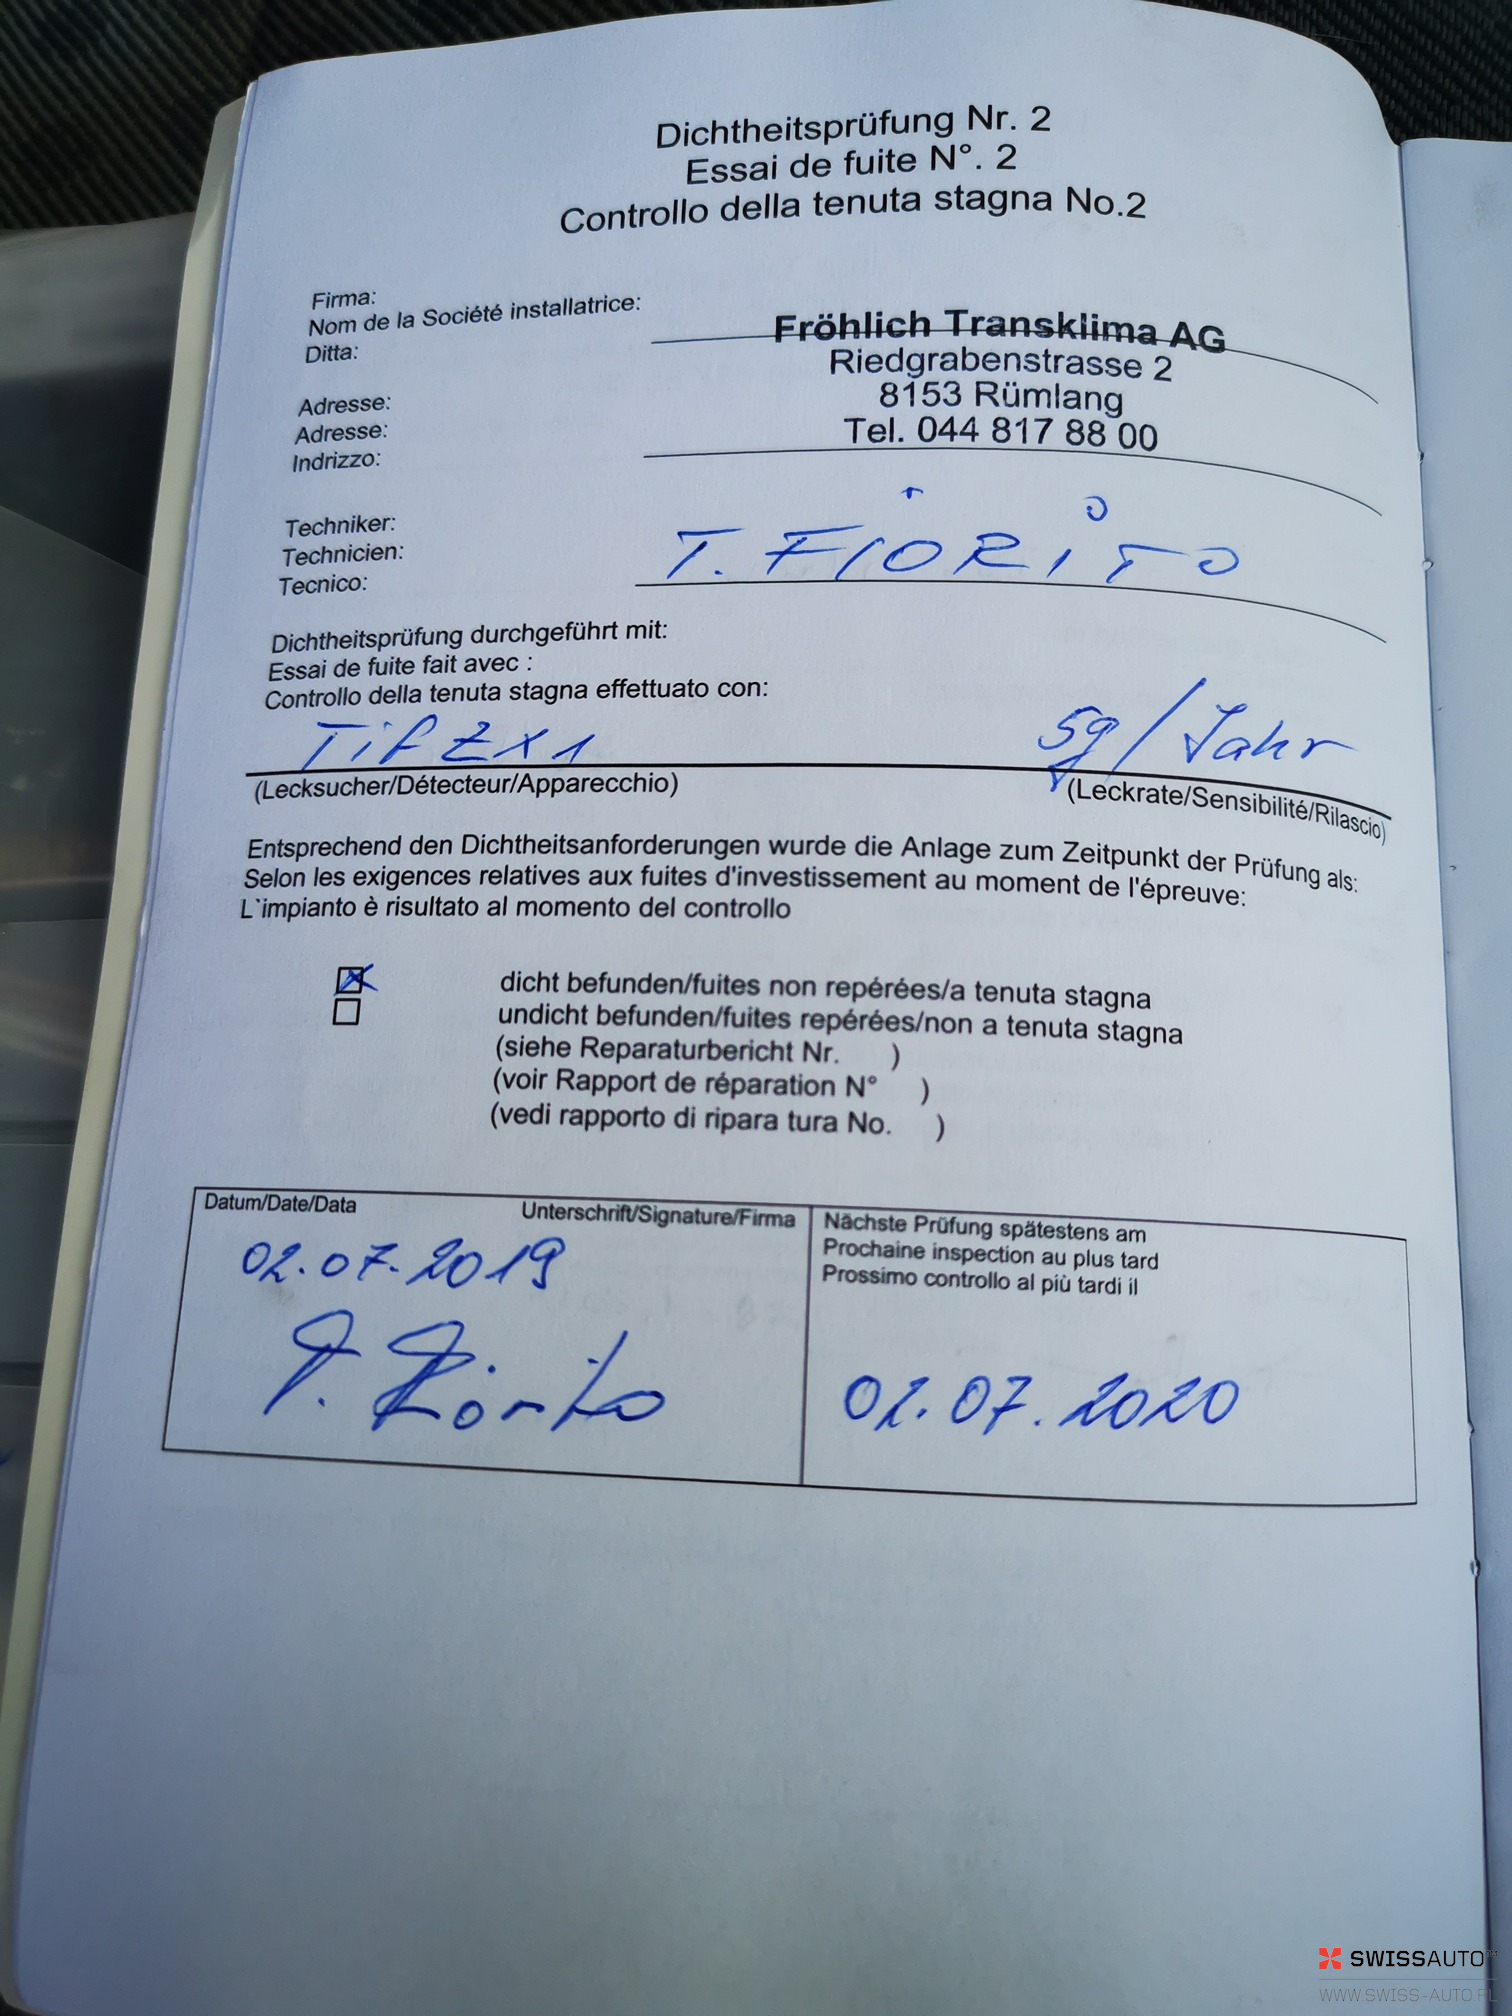 Dichtheitsprüfung Nr. 2
Essai de fuite N°. 2
Controllo della tenuta stagna No.2
Firma:
Nom de la Société installatrice:
Ditta:
Fröhlich Transklima AG
Riedgrabenstrasse 2
8153 Rümlang
Tel. 044 817 88 00
Adresse:
Adresse:
Indrizzo:
Techniker:
Technicien:
Tecnico:
T. FIORITO
Dichtheitsprüfung durchgeführt mit:
Essai de fuite fait avec :
Controllo della tenuta stagna effettuato con:
Tif ZX1 5g/Jahr
(Lecksucher/Détecteur/Apparecchio) (Leckrate/Sensibilité/Rilascio)
Entsprechend den Dichtheitsanforderungen wurde die Anlage zum Zeitpunkt der Prüfung als:
Selon les exigences relatives aux fuites d'investissement au moment de l'épreuve:
L`impianto è risultato al momento del controllo
dicht befunden/fuites non repérées/a tenuta stagna
undicht befunden/fuites repérées/non a tenuta stagna
(siehe Reparaturbericht Nr. )
(voir Rapport de réparation N° )
(vedi rapporto di ripara tura No. )
Datum/Date/Data Unterschrift/Signature/Firma
02.07.2019
T. Fiorito
Nächste Prüfung spätestens am
Prochaine inspection au plus tard
Prossimo controllo al più tardi il
02.07.2020
SWISSAUTO
WWW.SWISS-AUTO.PL